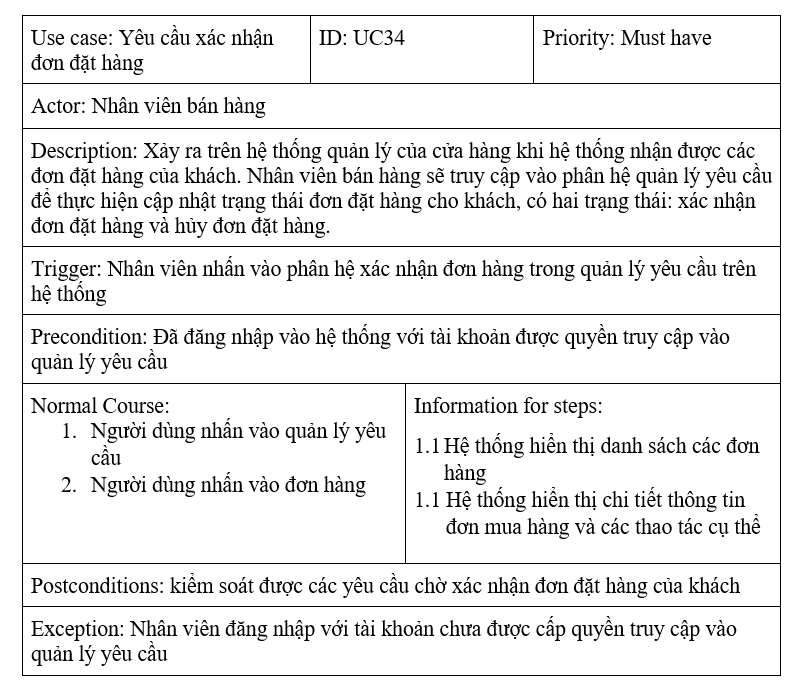 Use case: Yêu cầu xác nhận
đơn đặt hàng
ID: UC34
Priority: Must have
Actor: Nhân viên bán hàng
Description: Xảy ra trên hệ thống quản lý của cửa hàng khi hệ thống nhận được các
đơn đặt hàng của khách. Nhân viên bán hàng sẽ truy cập vào phân hệ quản lý yêu cầu
để thực hiện cập nhật trạng thái đơn đặt hàng cho khách, có hai trạng thái: xác nhận
đơn đặt hàng và hủy đơn đặt hàng.
Trigger: Nhân viên nhấn vào phân hệ xác nhận đơn hàng trong quản lý yêu cầu trên
hệ thống
Precondition: Đã đăng nhập vào hệ thống với tài khoản được quyền truy cập vào
quản lý yêu cầu
Normal Course:
1. Người dùng nhấn vào quản lý yêu
cầu
2. Người dùng nhấn vào đơn hàng
Information for steps:
1.1 Hệ thống hiển thị danh sách các đơn
hàng
1.1 Hệ thống hiển thị chi tiết thông tin
đơn mua hàng và các thao tác cụ thể
Postconditions: kiểm soát được các yêu cầu chờ xác nhận đơn đặt hàng của khách
Exception: Nhân viên đăng nhập với tài khoản chưa được cấp quyền truy cập vào
quản lý yêu cầu